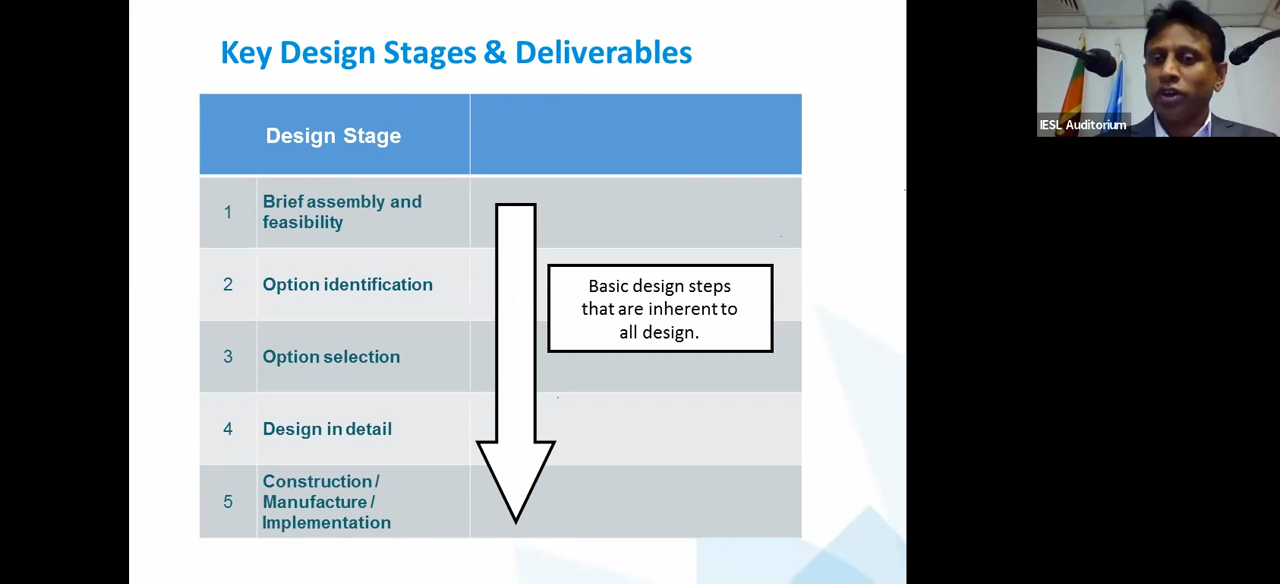 Key Design Stages & Deliverables
Design Stage
1
Brief assembly and
feasibility
2
Option identification
3
Option selection
4
Design in detail
5
Construction /
Manufacture /
Implementation
Basic design steps
that are inherent to
all design.
IESL Auditorium